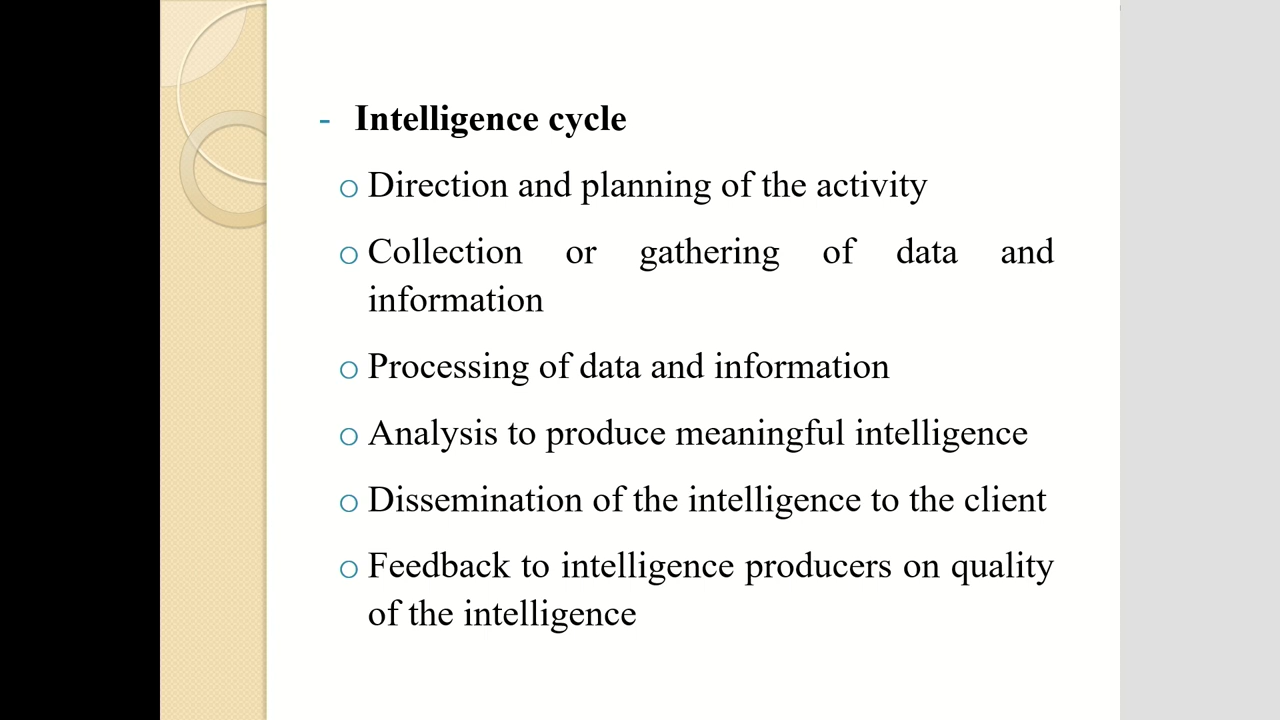 - Intelligence cycle
o Direction and planning of the activity
o Collection or gathering of data and
information
o Processing of data and information
o Analysis to produce meaningful intelligence
o Dissemination of the intelligence to the client
o Feedback to intelligence producers on quality
of the intelligence